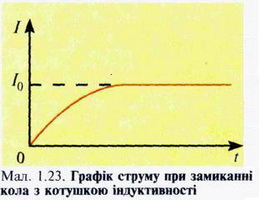 I
I₀
0
t
Мал. 1.23. Графік струму при замиканні
кола з котушкою індуктивності